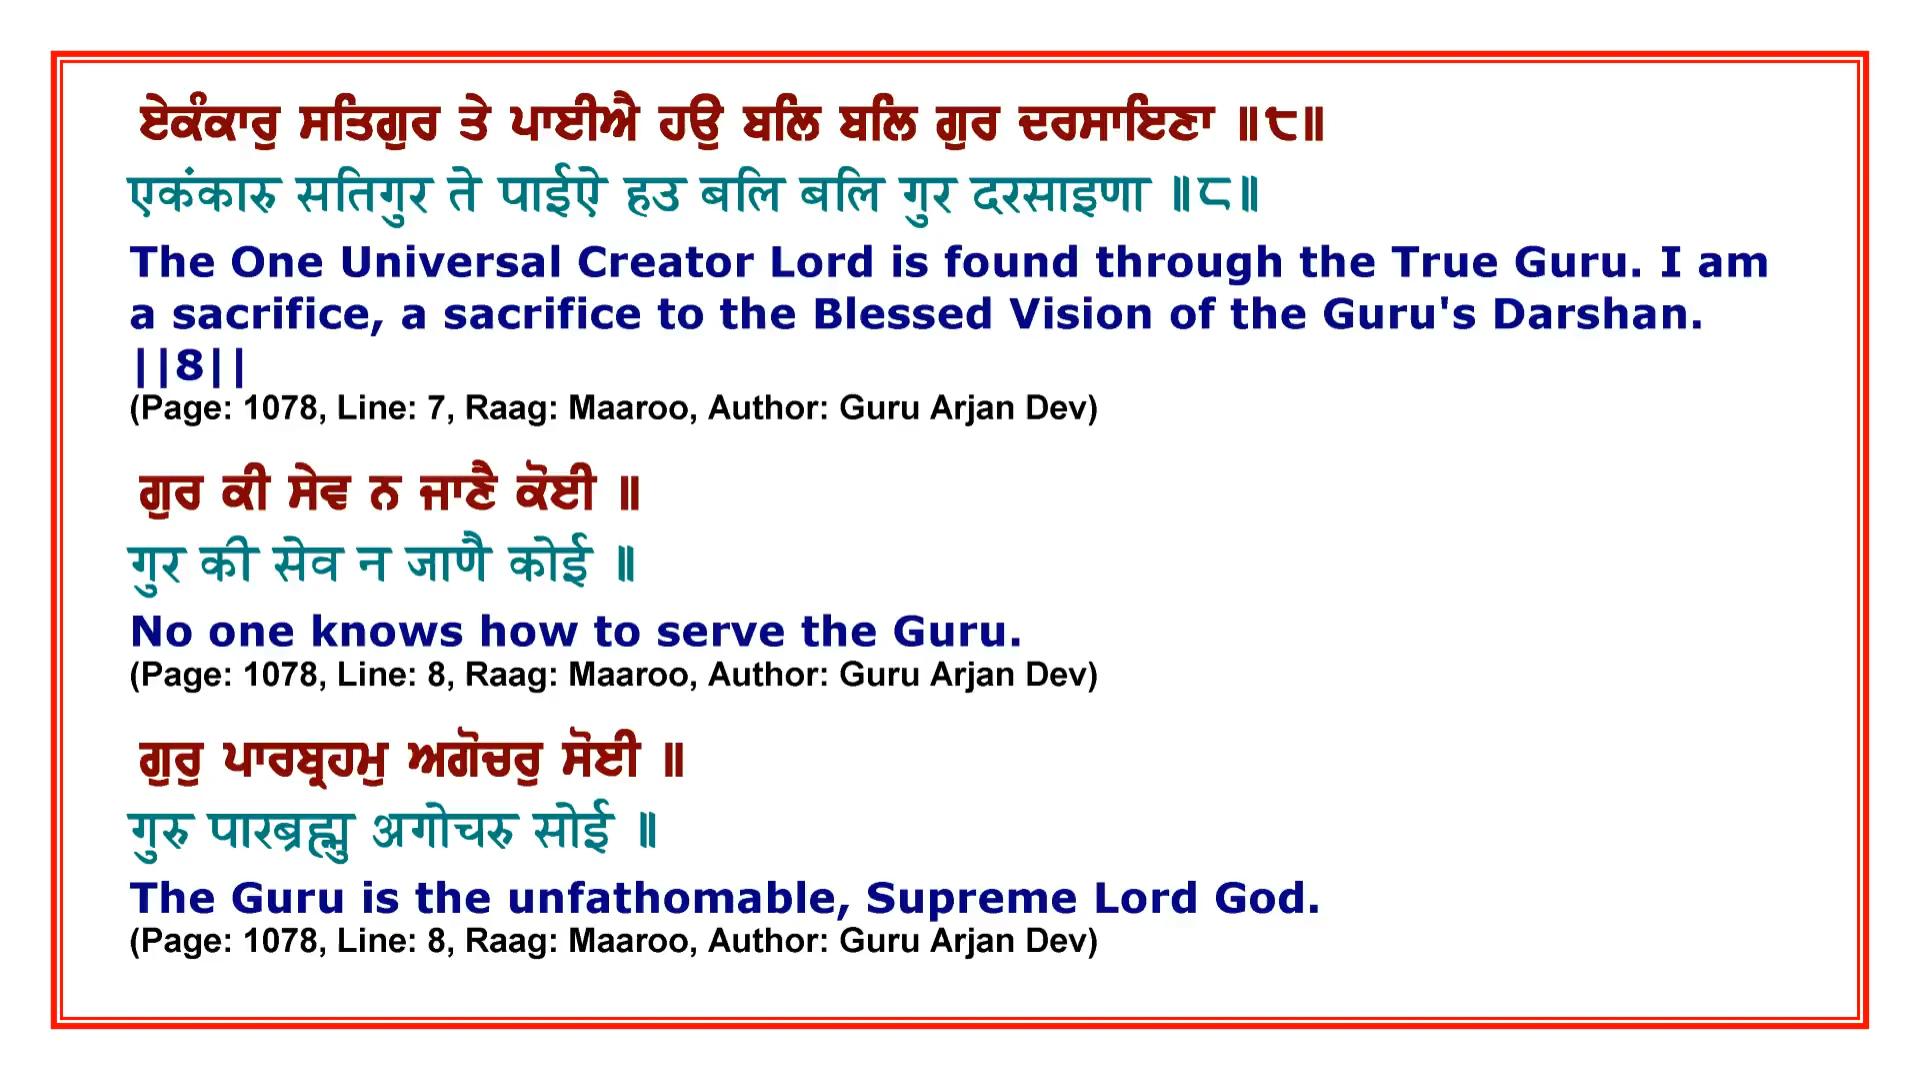 ਏਕੰਕਾਰੁ ਸਤਿਗੁਰ ਤੇ ਪਾਈਐ ਹਉ ਬਲਿ ਬਲਿ ਗੁਰ ਦਰਸਾਇਣਾ ॥੮॥
एकंकारु सतिगुर ते पाईऐ हउ बलि बलि गुर दरसाइणा ॥८॥
The One Universal Creator Lord is found through the True Guru. I am
a sacrifice, a sacrifice to the Blessed Vision of the Guru's Darshan.
||8||
(Page: 1078, Line: 7, Raag: Maaroo, Author: Guru Arjan Dev)
ਗੁਰ ਕੀ ਸੇਵ ਨ ਜਾਣੈ ਕੋਈ ॥
गुर की सेव न जाणै कोई ॥
No one knows how to serve the Guru.
(Page: 1078, Line: 8, Raag: Maaroo, Author: Guru Arjan Dev)
ਗੁਰੁ ਪਾਰਬ੍ਰਹਮੁ ਅਗੋਚਰੁ ਸੋਈ ॥
गुरु पारब्रह्मु अगोचरु सोई ॥
The Guru is the unfathomable, Supreme Lord God.
(Page: 1078, Line: 8, Raag: Maaroo, Author: Guru Arjan Dev)